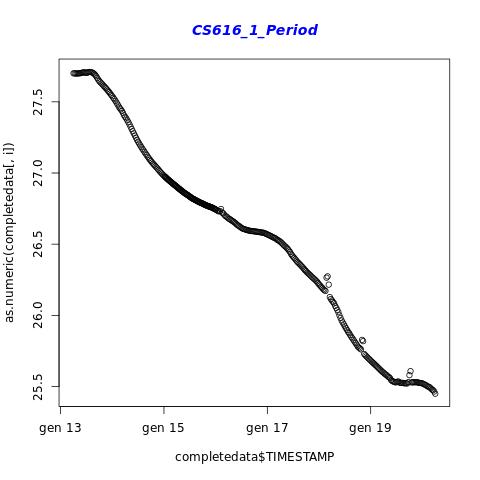 CS616_1_Period
as.numeric(completedata[, i])
27.5
27.0
26.5
26.0
25.5
gen 13
gen 15
gen 17
gen 19
completedata$TIMESTAMP